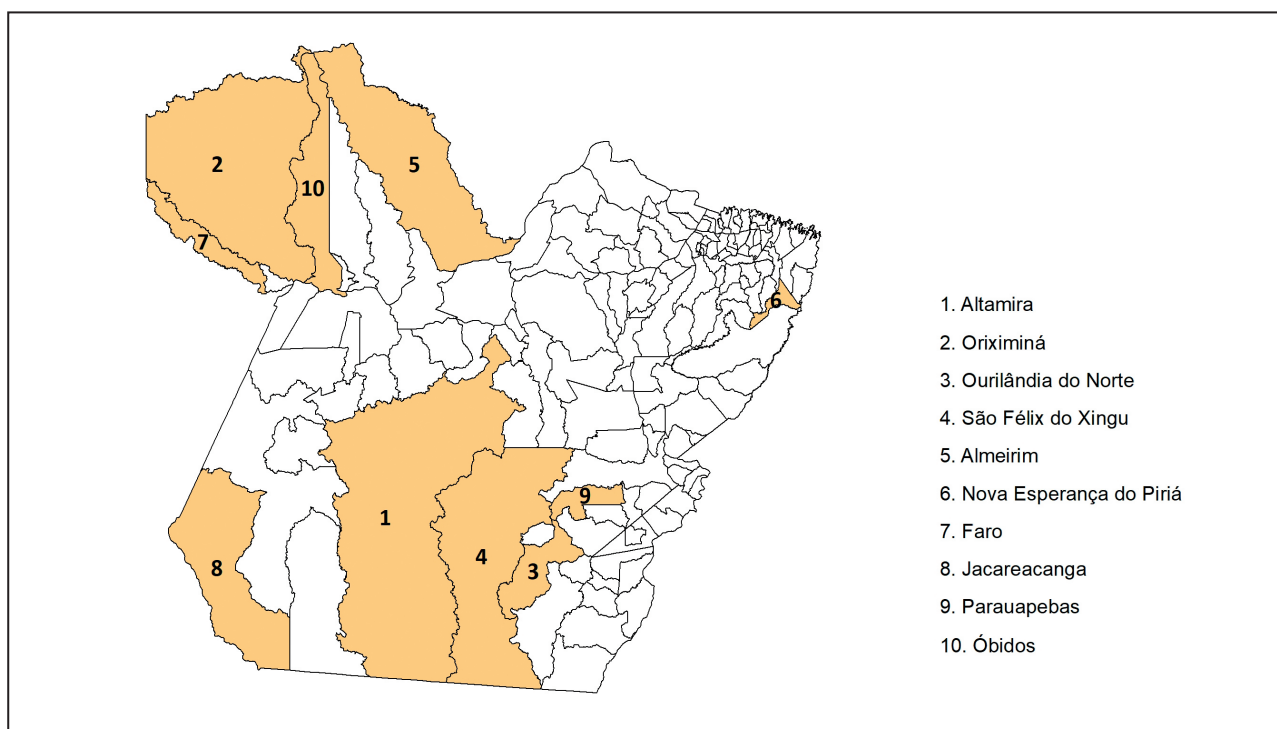 2
5
10
7
6
9
1
4
3
8
1. Altamira
2. Oriximiná
3. Ourilândia do Norte
4. São Félix do Xingu
5. Almeirim
6. Nova Esperança do Piriá
7. Faro
8. Jacareacanga
9. Parauapebas
10. Óbidos